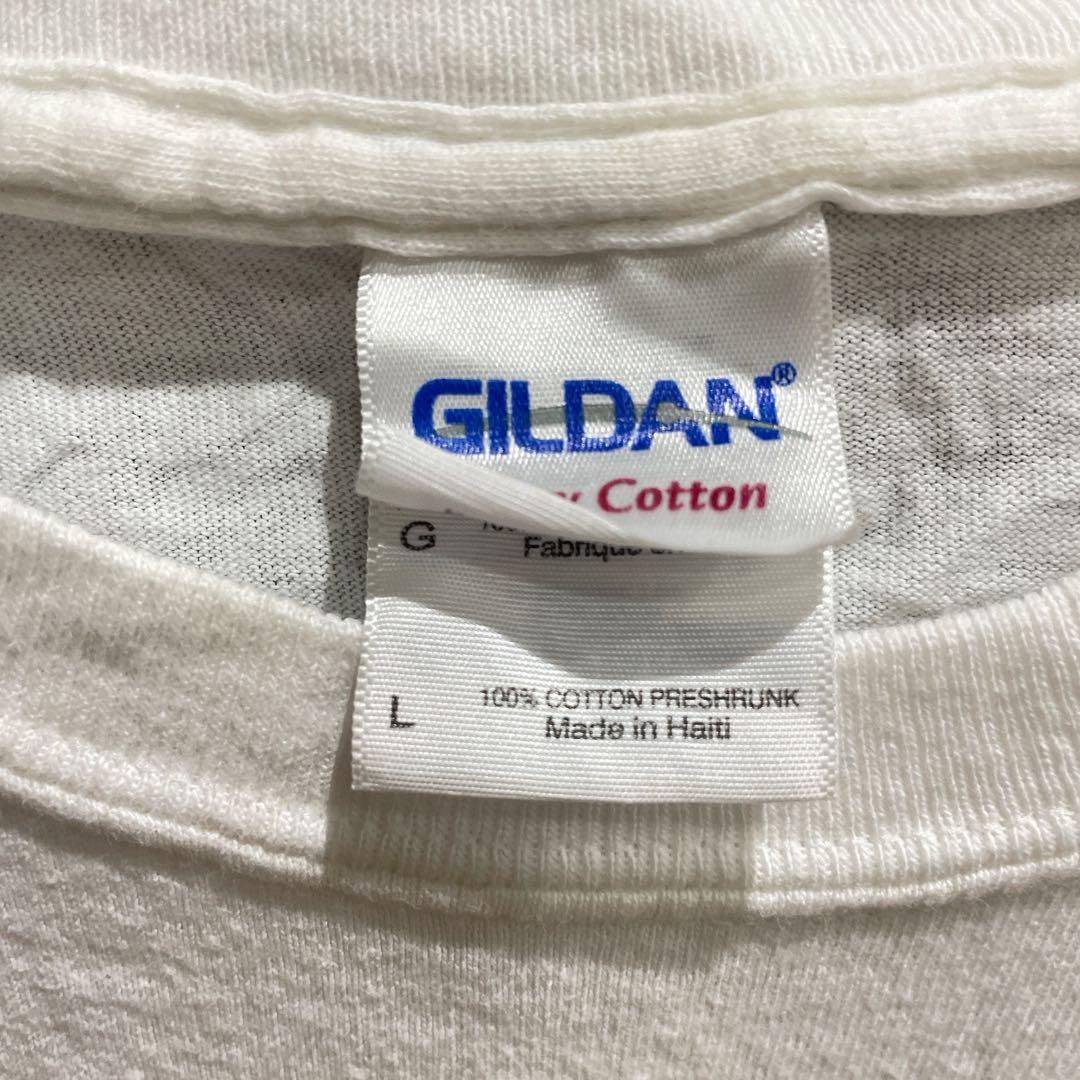 GILDAN®
Cotton
G
Fabrique
100% COTTON PRESHRUNK
L
Made in Haiti